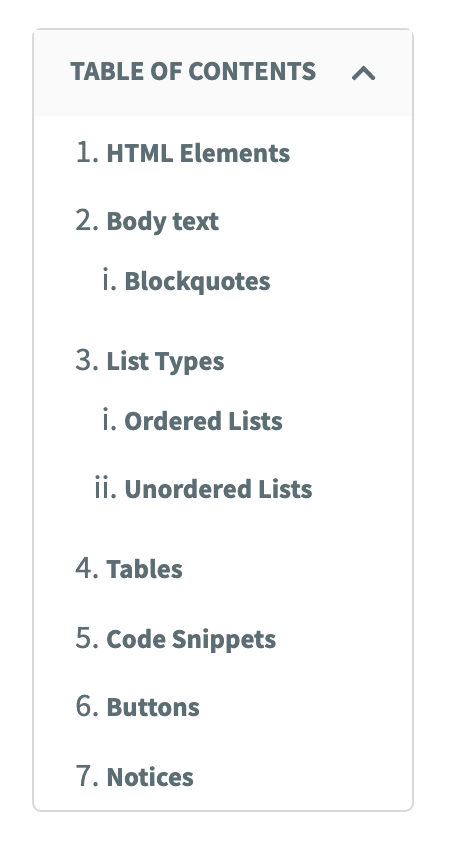 TABLE OF CONTENTS
1. HTML Elements
2. Body text
i. Blockquotes
3. List Types
i. Ordered Lists
ii. Unordered Lists
4. Tables
5. Code Snippets
6. Buttons
7. Notices